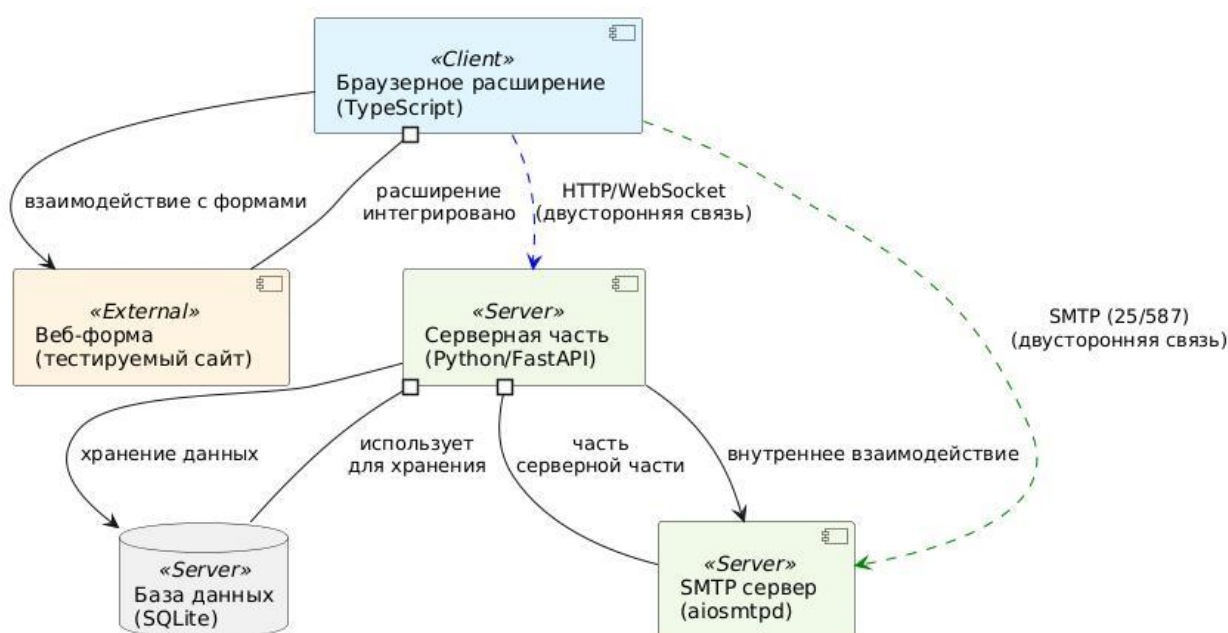 «Client»
Браузерное расширение
(TypeScript)
взаимодействие с формами
расширение
интегрировано
HTTP/WebSocket
(двусторонняя связь)
SMTP (25/587)
(двусторонняя связь)
«External»
Веб-форма
(тестируемый сайт)
«Server»
Серверная часть
(Python/FastAPI)
хранение данных
использует
для хранения
часть
серверной части
внутреннее взаимодействие
«Server»
База данных
(SQLite)
«Server»
SMTP сервер
(aiosmtpd)